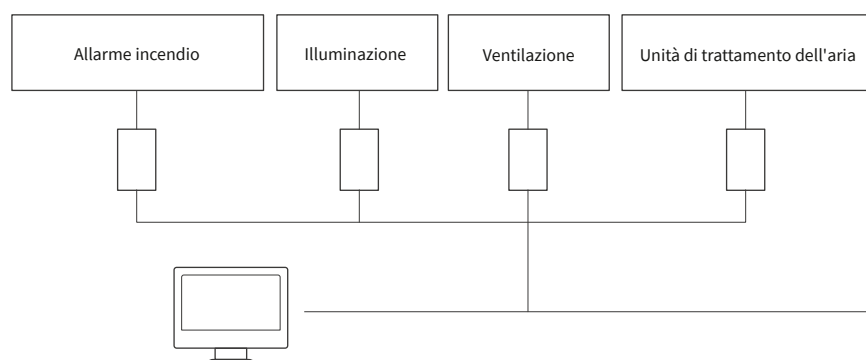 Allarme incendio
Illuminazione
Ventilazione
Unità di trattamento dell'aria